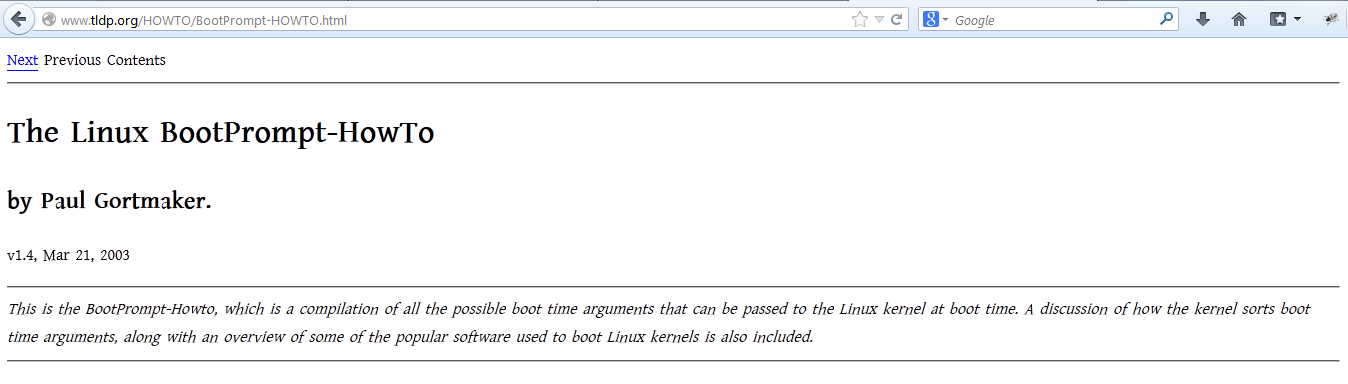 www.tldp.org/HOWTO/BootPrompt-HOWTO.html
Google
Next Previous Contents
The Linux BootPrompt-HowTo
by Paul Gortmaker.
v1.4, Mar 21, 2003
This is the BootPrompt-Howto, which is a compilation of all the possible boot time arguments that can be passed to the Linux kernel at boot time. A discussion of how the kernel sorts boot
time arguments, along with an overview of some of the popular software used to boot Linux kernels is also included.